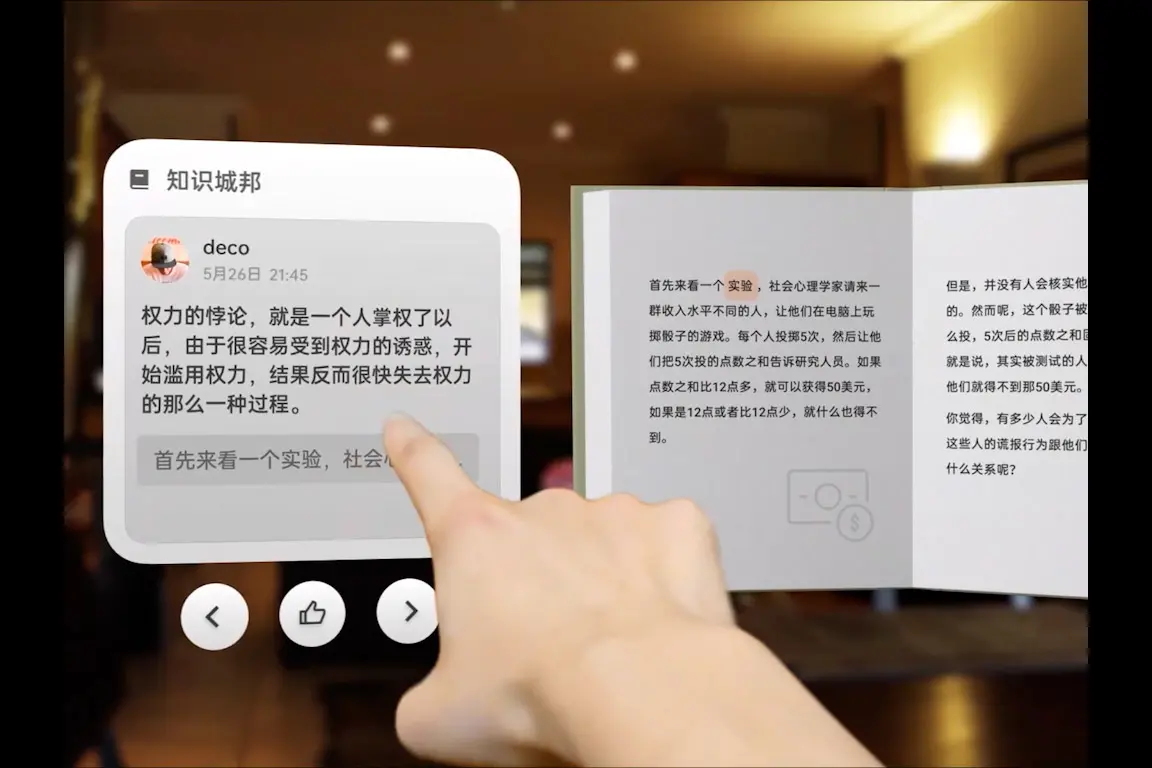 知识城邦
deco
5月26日 21:45
权力的悖论，就是一个人掌权了以
后，由于很容易受到权力的诱惑，开
始滥用权力，结果反而很快失去权力
的那么一种过程。
首先来看一个实验，社会
首先来看一个实验，社会心理学家请来一
群收入水平不同的人，让他们在电脑上玩
掷骰子的游戏。每个人投掷5次，然后让他
们把5次投的点数之和告诉研究人员。如果
点数之和比12点多，就可以获得50美元，
如果是12点或者比12点少，就什么也得不
到。
$
但是，并没有人会核实他
的。然而呢，这个骰子被
么投，5次后的点数之和
就是说，其实被测试的人
他们就得不到那50美元。
你觉得，有多少人会为了
这些人的谎报行为跟他们
什么关系呢？